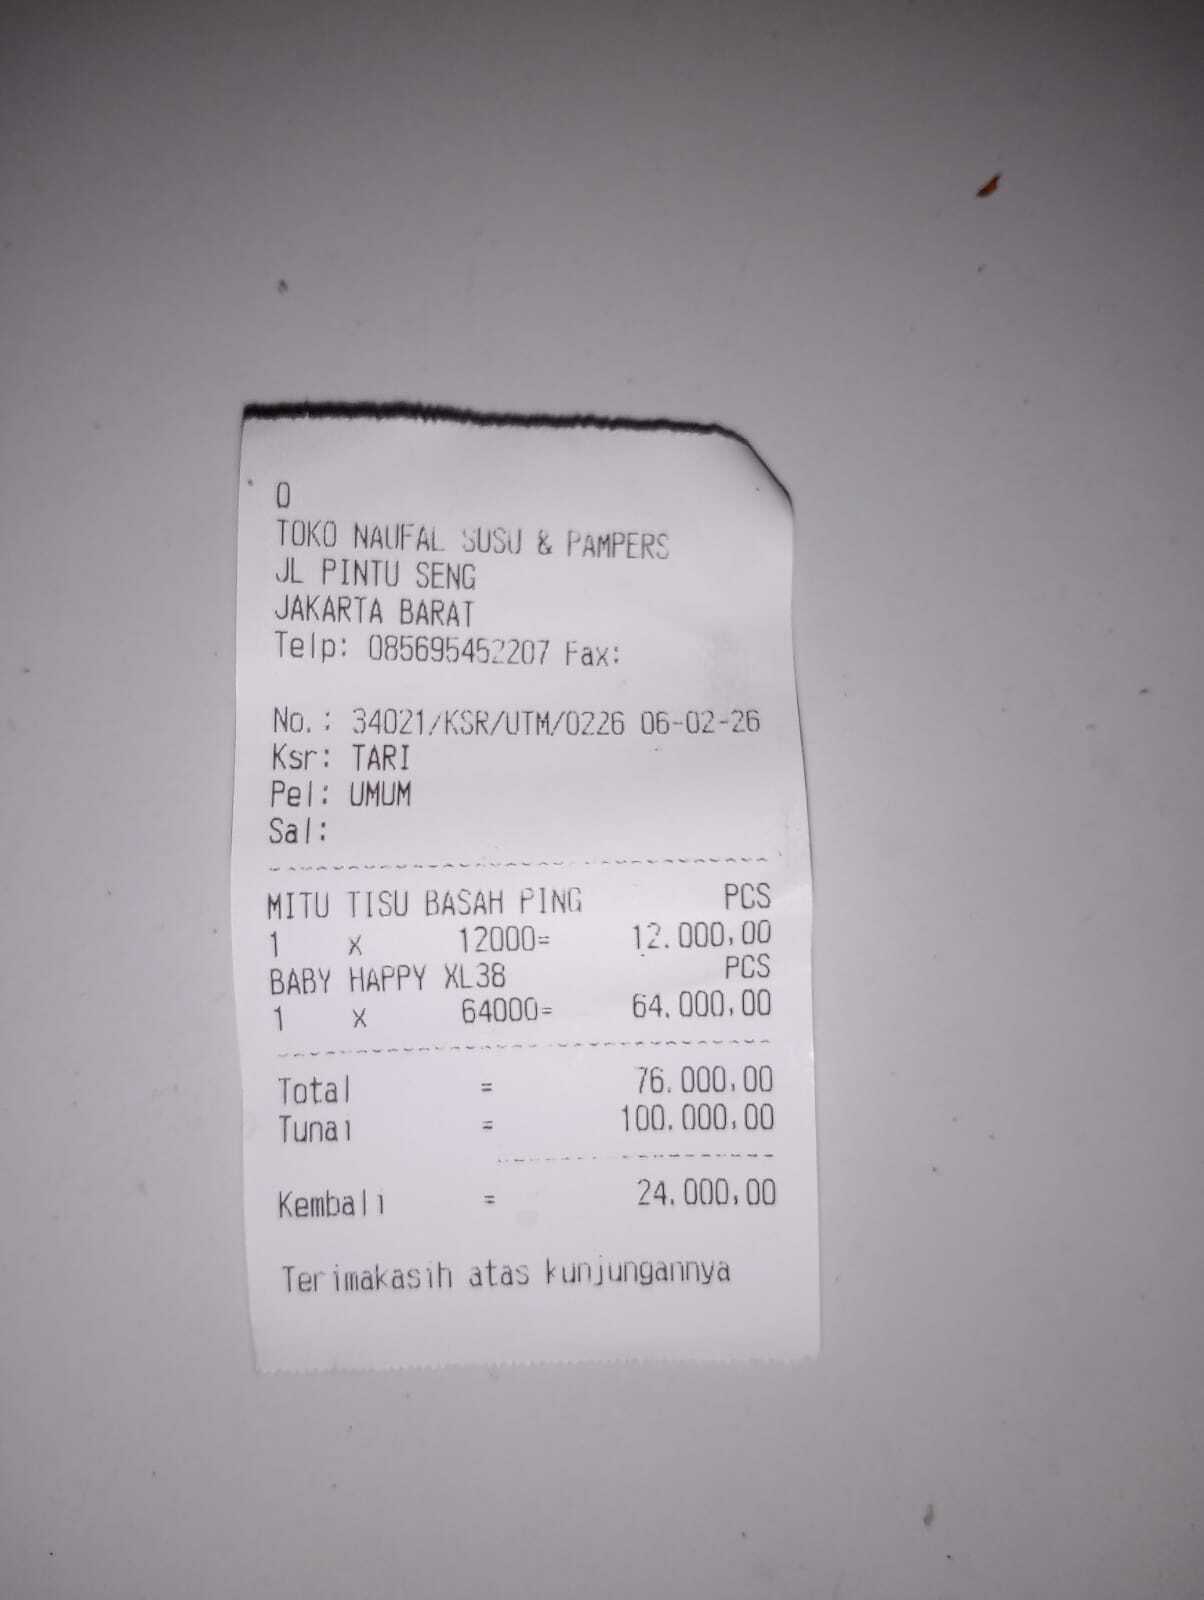 0
TOKO NAUFAL SUSU & PAMPERS
JL PINTU SENG
JAKARTA BARAT
Telp: 085695452207 Fax:
No.: 34021/KSR/UTM/0226 06-02-26
Ksr: TARI
Pel: UMUM
Sal:
MITU TISU BASAH PING PCS
1 x 12000= 12.000,00
BABY HAPPY XL38 PCS
1 x 64000= 64.000,00
Total = 76.000,00
Tunai = 100.000,00
Kembali = 24.000,00
Terimakasih atas kunjungannya